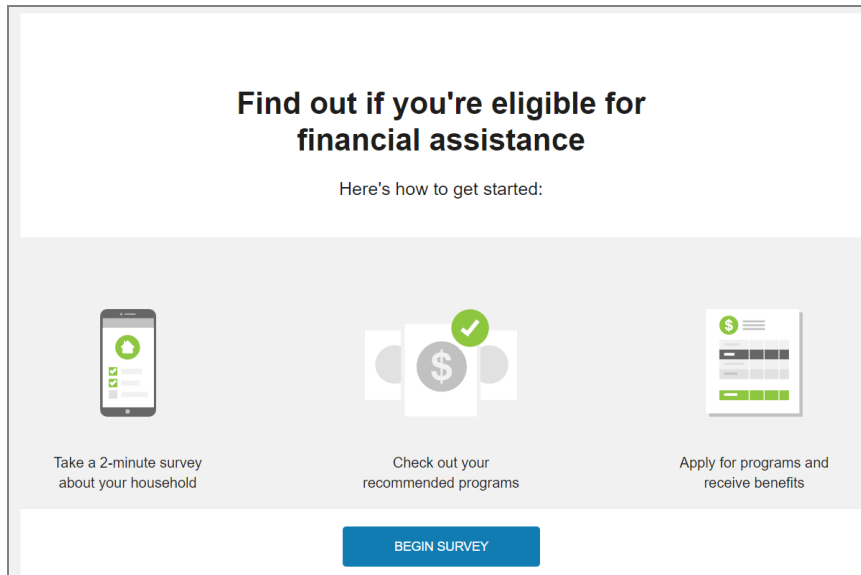 Find out if you're eligible for
financial assistance
Here's how to get started:
$
$
Take a 2-minute survey
about your household
Check out your
recommended programs
Apply for programs and
receive benefits
BEGIN SURVEY